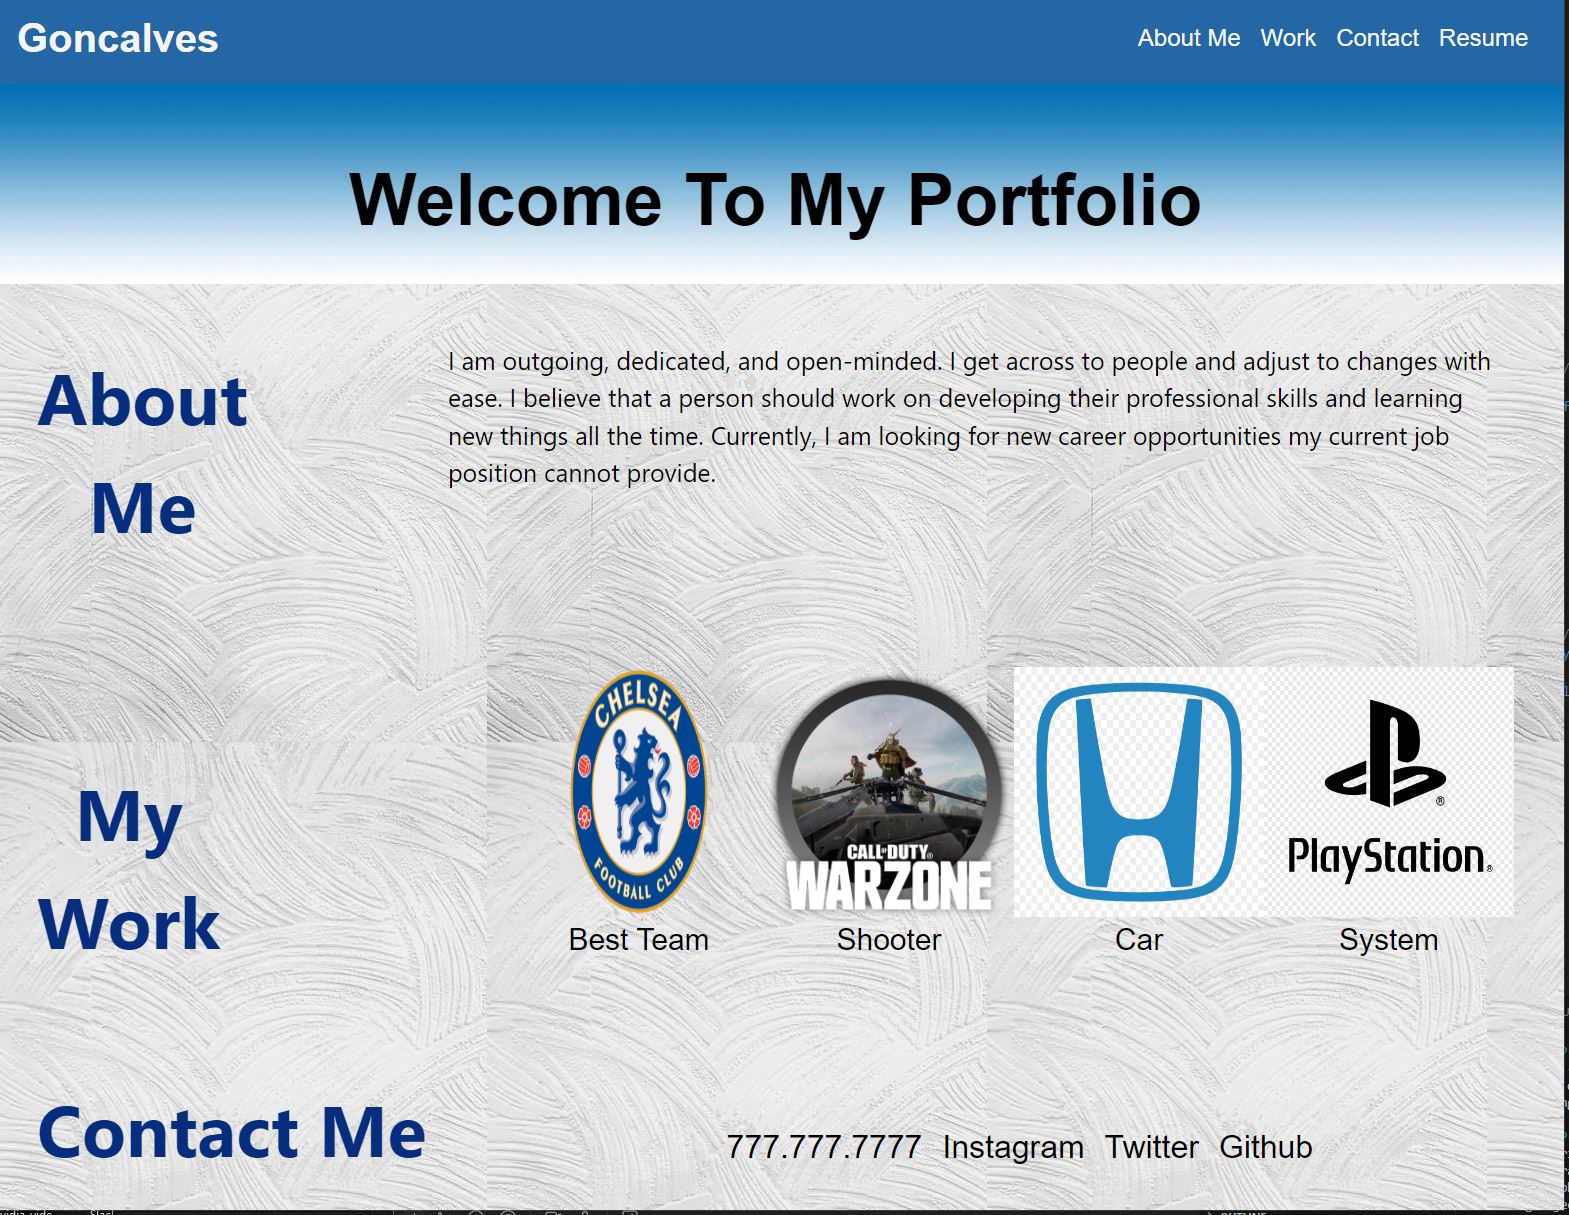 Goncalves
About Me Work Contact Resume
Welcome To My Portfolio
I am outgoing, dedicated, and open-minded. I get across to people and adjust to changes with
ease. I believe that a person should work on developing their professional skills and learning
new things all the time. Currently, I am looking for new career opportunities my current job
position cannot provide.
About
Me
CHELSEA
FOOTBALL CLUB
CALL OF DUTY®
WARZONE
®
PlayStation®
My
Work
Best Team
Shooter
Car
System
Contact Me
777.777.7777 Instagram Twitter Github